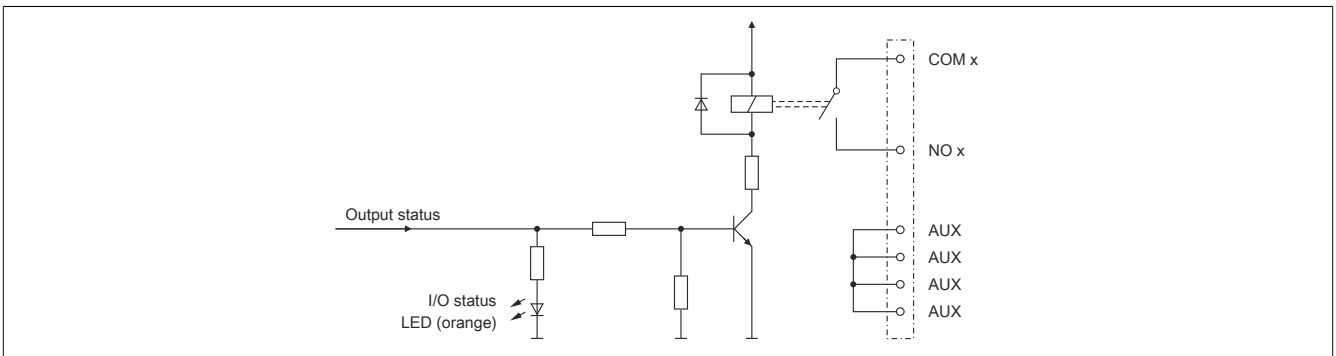 COM x
NO x
Output status
AUX
AUX
AUX
AUX
I/O status
LED (orange)